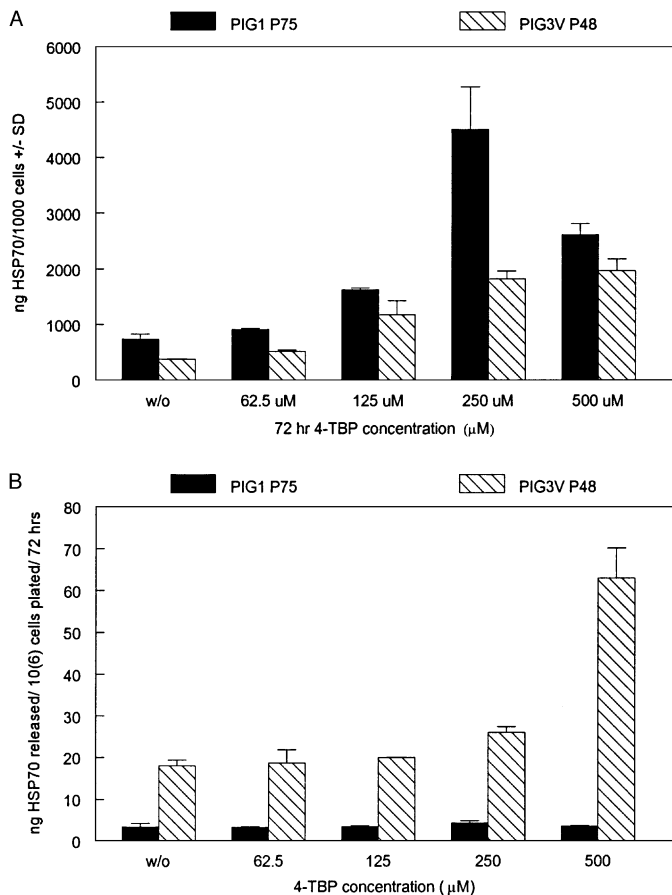 A
PIG1 P75
PIG3V P48
ng HSP70/1000 cells +/- SD
6000
5000
4000
3000
2000
1000
0
w/o
62.5 uM
125 uM
250 uM
500 uM
72 hr 4-TBP concentration (µM)
B
PIG1 P75
PIG3V P48
ng HSP70 released/ 10(6) cells plated/ 72 hrs
80
70
60
50
40
30
20
10
0
w/o
62.5
125
250
500
4-TBP concentration ( µM)